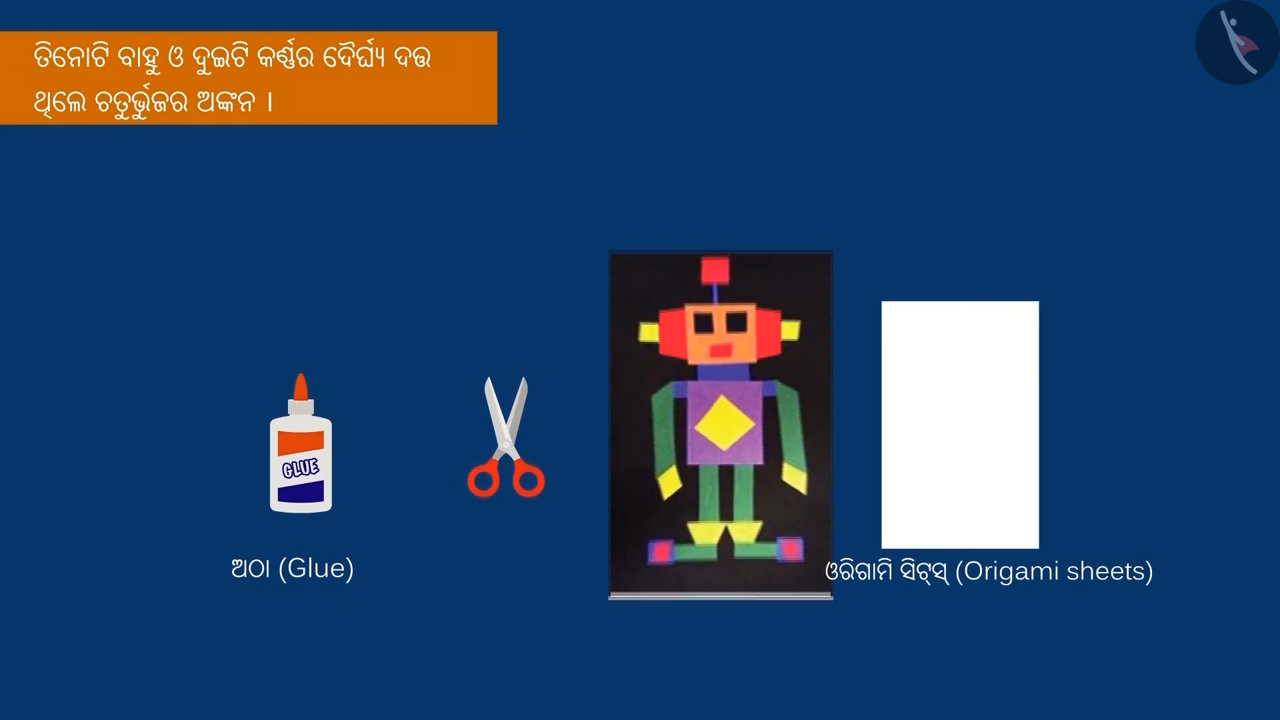 ତିନୋଟି ବାହୁ ଓ ଦୁଇଟି କର୍ଣ୍ଣର ଦୈର୍ଘ୍ୟ ଦତ୍ତ
ଥିଲେ ଚତୁର୍ଭୁଜର ଅଙ୍କନ ।
GLUE
ଅଠା (Glue)
ଓରିଗାମି ସିଟ୍ସ୍ (Origami sheets)